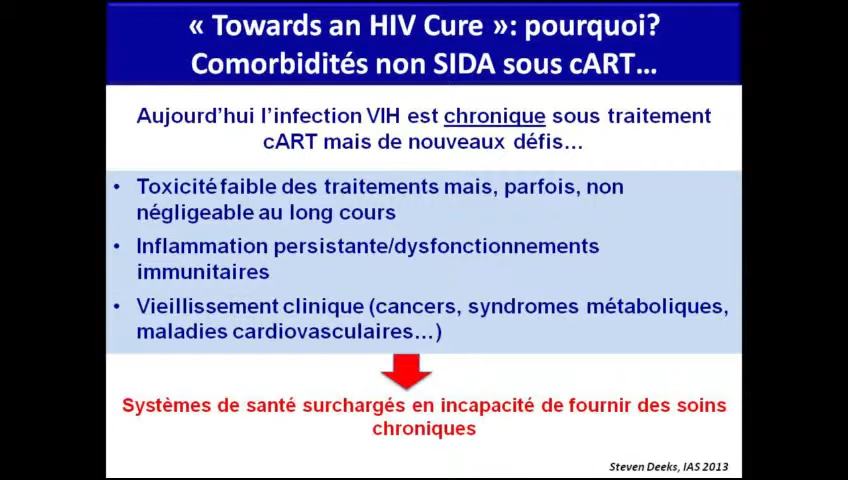 « Towards an HIV Cure »: pourquoi?
Comorbidités non SIDA sous cART…
Aujourd'hui l'infection VIH est chronique sous traitement
cART mais de nouveaux défis…
• Toxicité faible des traitements mais, parfois, non
négligeable au long cours
• Inflammation persistante/dysfonctionnements
immunitaires
• Vieillissement clinique (cancers, syndromes métaboliques,
maladies cardiovasculaires…)
Systèmes de santé surchargés en incapacité de fournir des soins
chroniques
Steven Deeks, IAS 2013